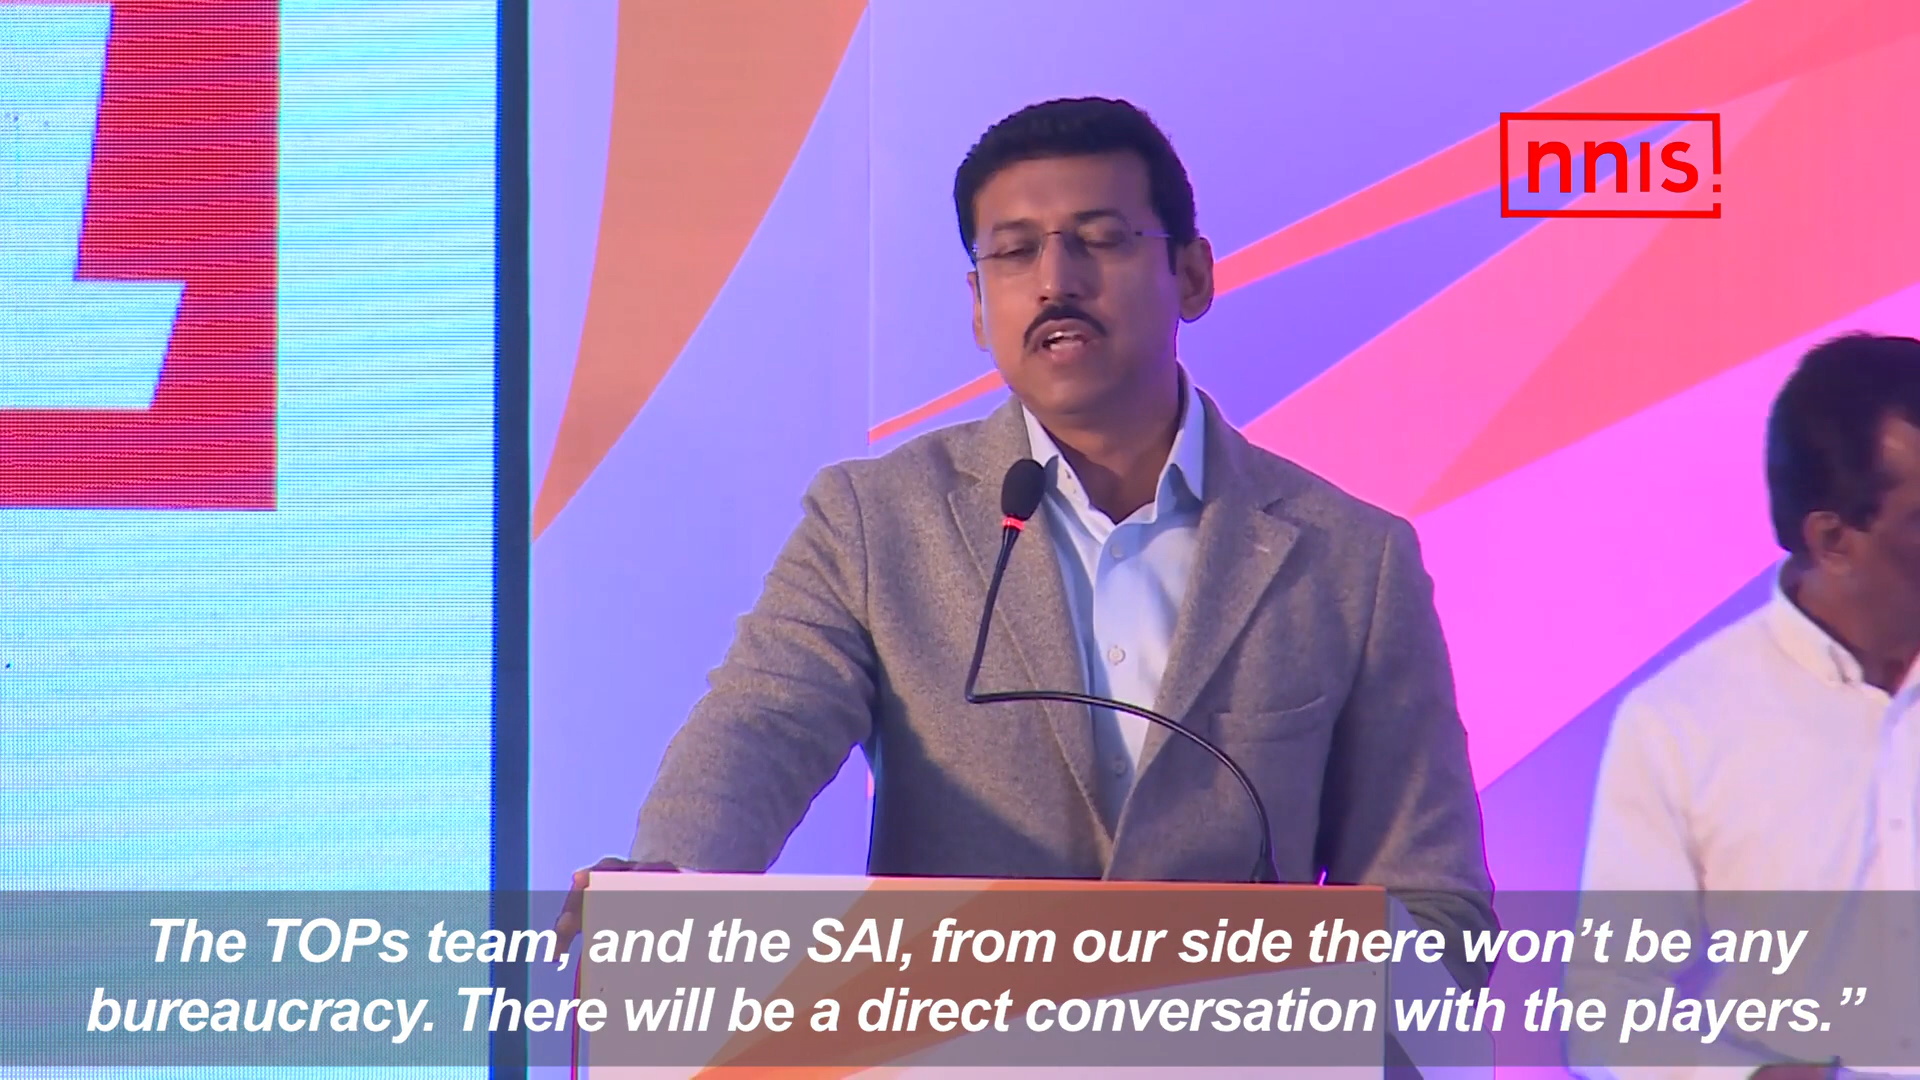 nnis
The TOPs team, and the SAI, from our side there won’t be any
bureaucracy. There will be a direct conversation with the players.”